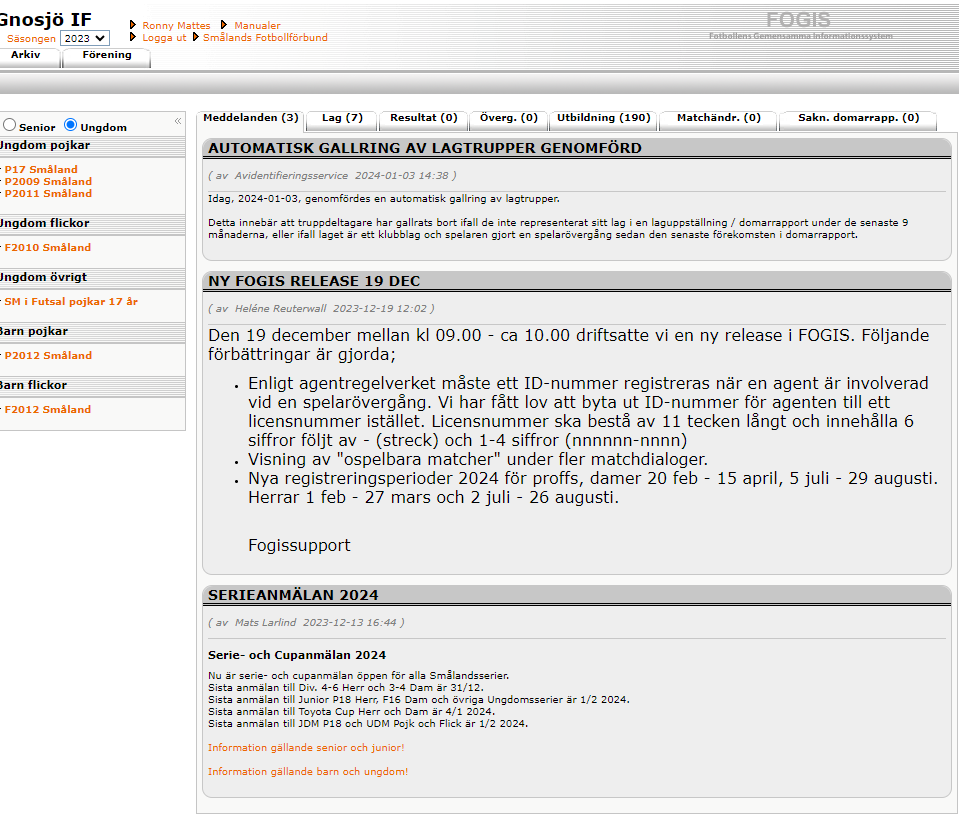 Gnosjö IF
Säsongen 2023
Ronny Mattes Manualer
Logga ut Smålands Fotbollförbund
FOGIS
Fotbollens Gemensamma Informationssystem
Arkiv Förening
Senior Ungdom «
Ungdom pojkar
P17 Småland
P2009 Småland
P2011 Småland
Ungdom flickor
F2010 Småland
Ungdom övrigt
SM i Futsal pojkar 17 år
Barn pojkar
P2012 Småland
Barn flickor
F2012 Småland
Meddelanden (3) Lag (7) Resultat (0) Överg. (0) Utbildning (190) Matchändr. (0) Sakn. domarrapp. (0)
AUTOMATISK GALLRING AV LAGTRUPPER GENOMFÖRD
( av Avidentifieringsservice 2024-01-03 14:38 )
Idag, 2024-01-03, genomfördes en automatisk gallring av lagtrupper.
Detta innebär att truppdeltagare har gallrats bort ifall de inte representerat sitt lag i en laguppställning / domarrapport under de senaste 9
månaderna, eller ifall laget är ett klubblag och spelaren gjort en spelarövergång sedan den senaste förekomsten i domarrapport.
NY FOGIS RELEASE 19 DEC
( av Heléne Reuterwall 2023-12-19 12:02 )
Den 19 december mellan kl 09.00 - ca 10.00 driftsatte vi en ny release i FOGIS. Följande
förbättringar är gjorda;
• Enligt agentregelverket måste ett ID-nummer registreras när en agent är involverad
vid en spelarövergång. Vi har fått lov att byta ut ID-nummer för agenten till ett
licensnummer istället. Licensnummer ska bestå av 11 tecken långt och innehålla 6
siffror följt av - (streck) och 1-4 siffror (nnnnnn-nnnn)
• Visning av "ospelbara matcher" under fler matchdialoger.
• Nya registreringsperioder 2024 för proffs, damer 20 feb - 15 april, 5 juli - 29 augusti.
Herrar 1 feb - 27 mars och 2 juli - 26 augusti.
Fogissupport
SERIEANMÄLAN 2024
( av Mats Larlind 2023-12-13 16:44 )
Serie- och Cupanmälan 2024
Nu är serie- och cupanmälan öppen för alla Smålandsserier.
Sista anmälan till Div. 4-6 Herr och 3-4 Dam är 31/12.
Sista anmälan till Junior P18 Herr, F16 Dam och övriga Ungdomsserier är 1/2 2024.
Sista anmälan till Toyota Cup Herr och Dam är 4/1 2024.
Sista anmälan till JDM P18 och UDM Pojk och Flick är 1/2 2024.
Information gällande senior och junior!
Information gällande barn och ungdom!